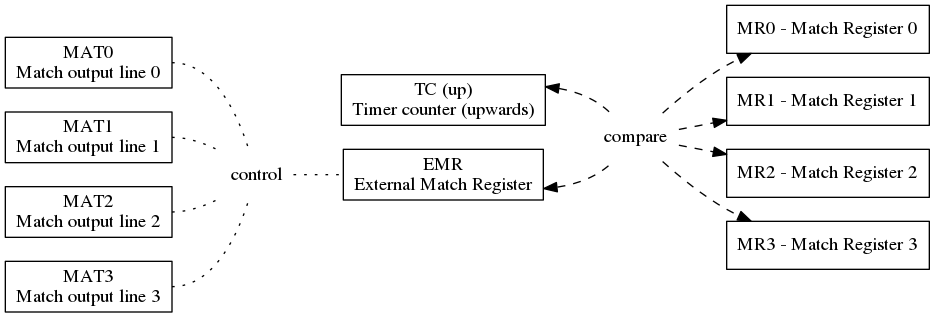 MAT0
Match output line 0
MAT1
Match output line 1
MAT2
Match output line 2
MAT3
Match output line 3
control
TC (up)
Timer counter (upwards)
EMR
External Match Register
compare
MR0 - Match Register 0
MR1 - Match Register 1
MR2 - Match Register 2
MR3 - Match Register 3